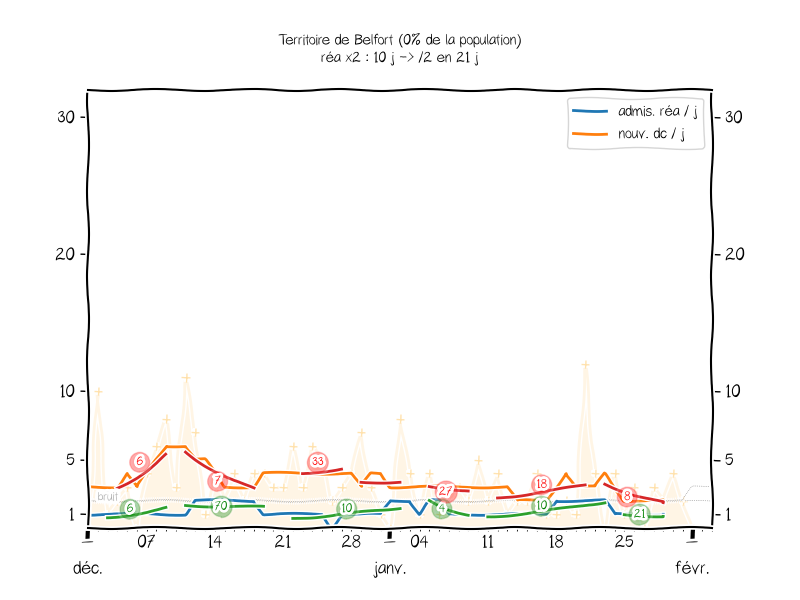 Territoire de Belfort (0% de la population)
réa x2 : 10 j -> /2 en 21 j
admis. réa / j
nouv. dc / j
30 30
20 20
10 10
5 5
1 1
bruit
6 7 33 27 18 8
6 70 10 4 10 21
07 14 21 28 04 11 18 25
déc. janv. févr.